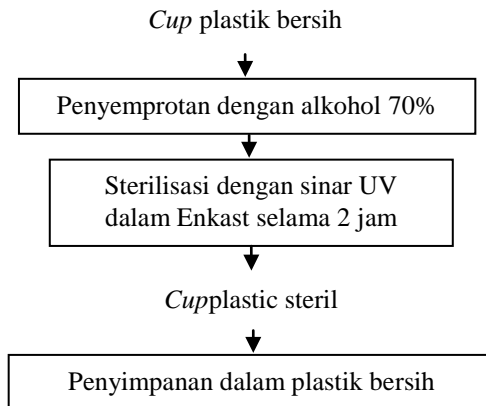 Cup plastik bersih
Penyemprotan dengan alkohol 70%
Sterilisasi dengan sinar UV
dalam Enkast selama 2 jam
Cupplastic steril
Penyimpanan dalam plastik bersih